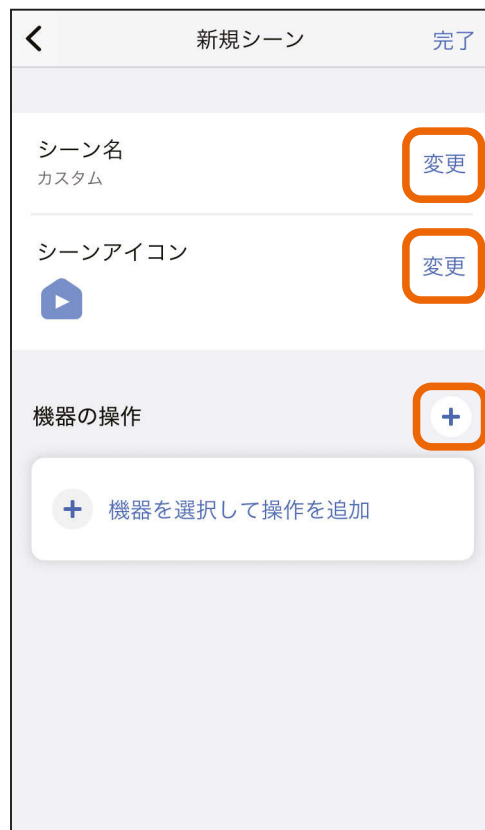 新規シーン
完了
シーン名
変更
カスタム
シーンアイコン
変更
機器の操作
+
+ 機器を選択して操作を追加